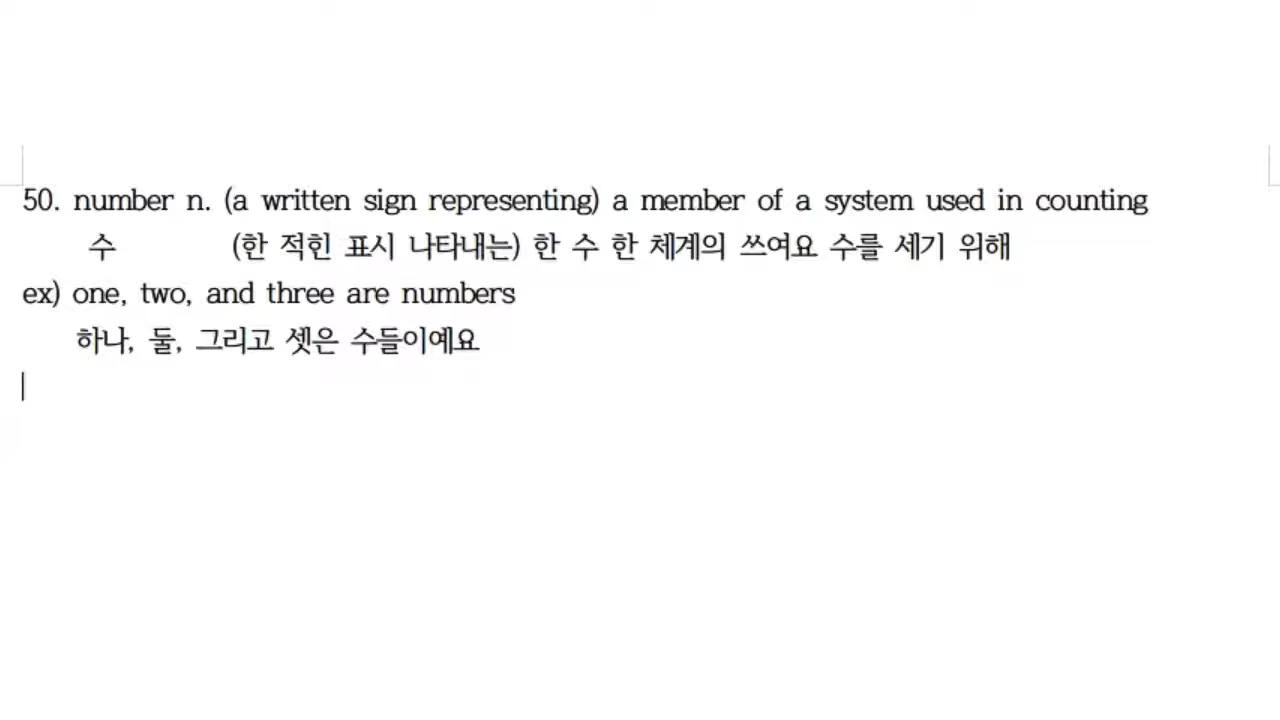 50. number n. (a written sign representing) a member of a system used in counting
수 (한 적힌 표시 나타내는) 한 수 한 체계의 쓰여요 수를 세기 위해
ex) one, two, and three are numbers
하나, 둘, 그리고 셋은 수들이예요